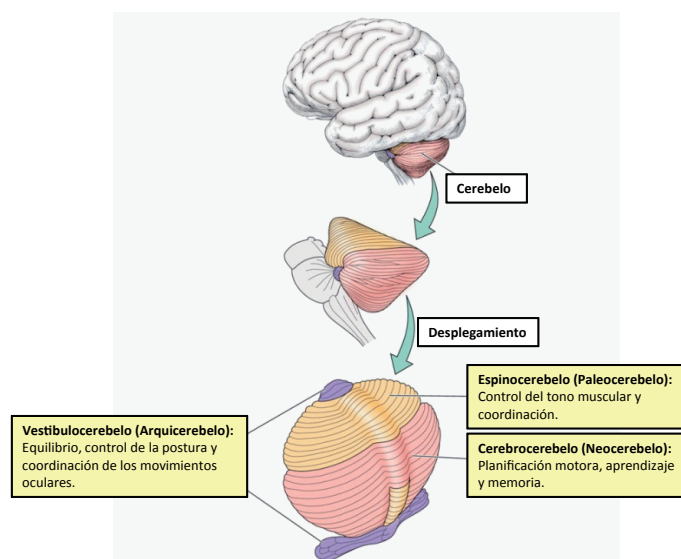 Cerebelo
Desplegamiento
Espinocerebelo (Paleocerebelo):
Control del tono muscular y
coordinación.
Vestibulocerebelo (Arquicerebelo):
Equilibrio, control de la postura y
coordinación de los movimientos
oculares.
Cerebrocerebelo (Neocerebelo):
Planificación motora, aprendizaje
y memoria.